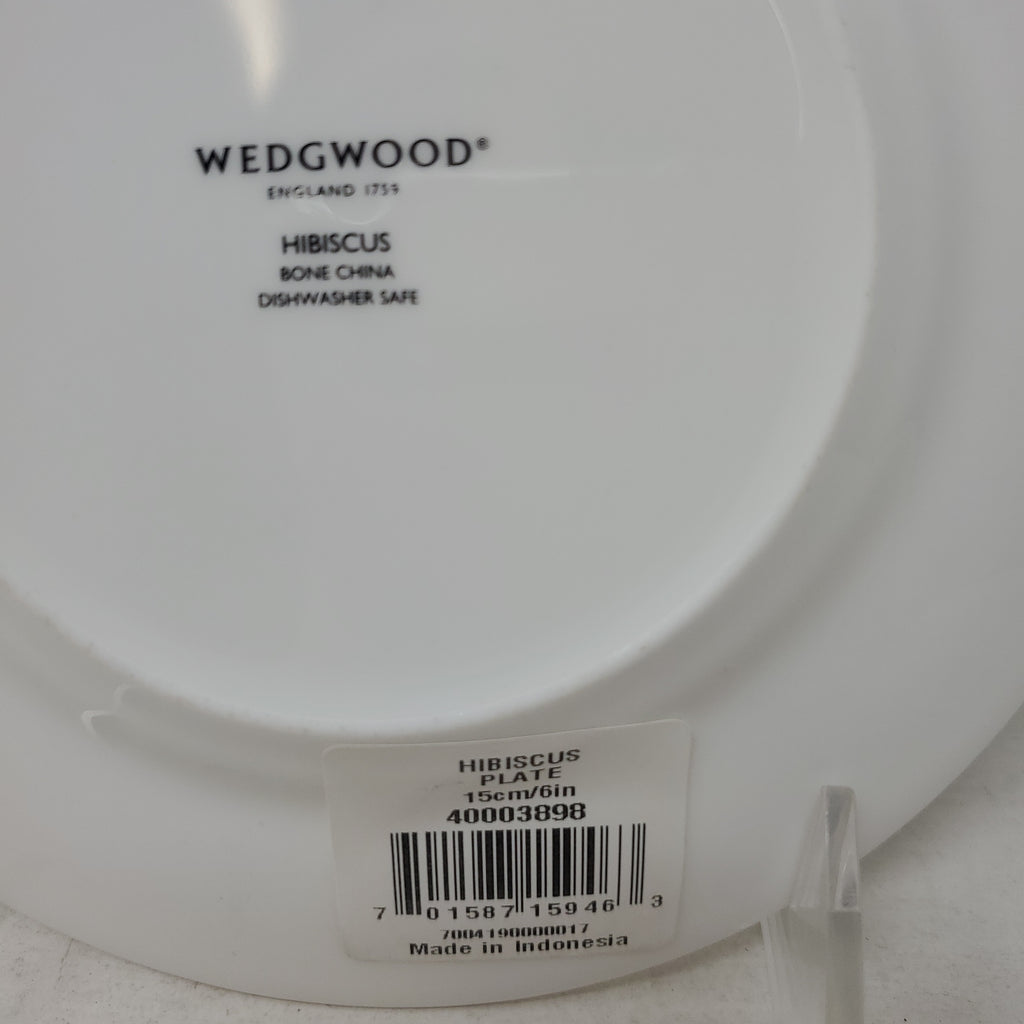 WEDGWOOD®
ENGLAND 1759
HIBISCUS
BONE CHINA
DISHWASHER SAFE
HIBISCUS
PLATE
15cm/6in
40003898
7 01587 15946 3
7004190000017
Made in Indonesia